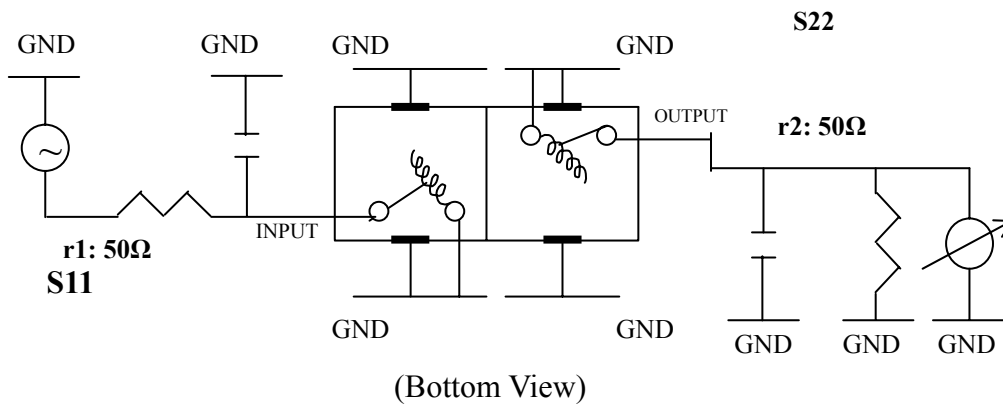 S22
GND GND GND GND
OUTPUT
r2: 50Ω
INPUT
r1: 50Ω
S11
GND GND
GND GND GND
(Bottom View)